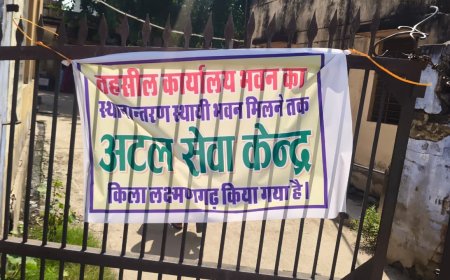 तहसील कार्यालय भवन का
स्थानान्तरण स्थायी भवन मिलने तक
अटल सेवा केन्द्र
किला लक्ष्मणगढ़ किया गया है।